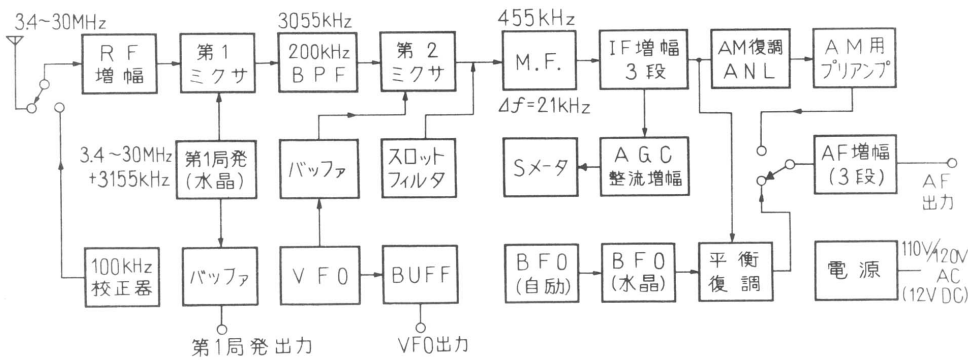 3.4～30MHz
RF
増幅
第1
ミクサ
3055kHz
200kHz
BPF
第2
ミクサ
455kHz
M.F.
Δf=21kHz
IF増幅
3段
AM復調
ANL
AM用
プリアンプ
3.4～30MHz
+3155kHz
第1局発
(水晶)
バッファ
スロット
フィルタ
Sメータ
AGC
整流増幅
AF増幅
(3段)
AF
出力
100kHz
校正器
バッファ
VFO
BUFF
BFO
(自励)
BFO
(水晶)
平衡
復調
電源
110V/
120V
AC
(12VDC)
第1局発出力
VFO出力